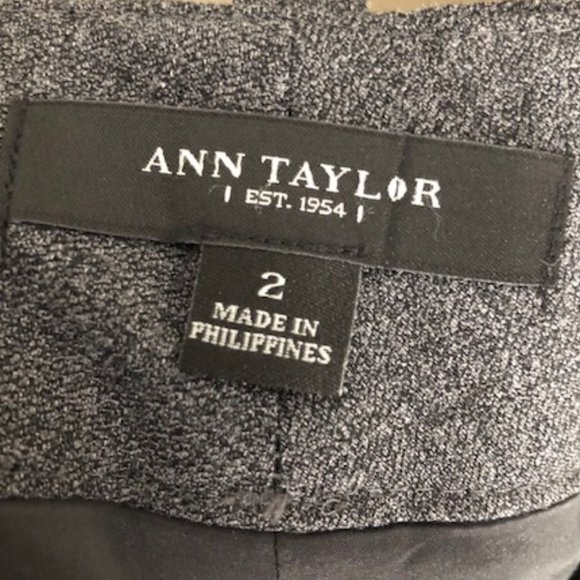 ANN TAYLOR
EST. 1954
2
MADE IN
PHILIPPINES